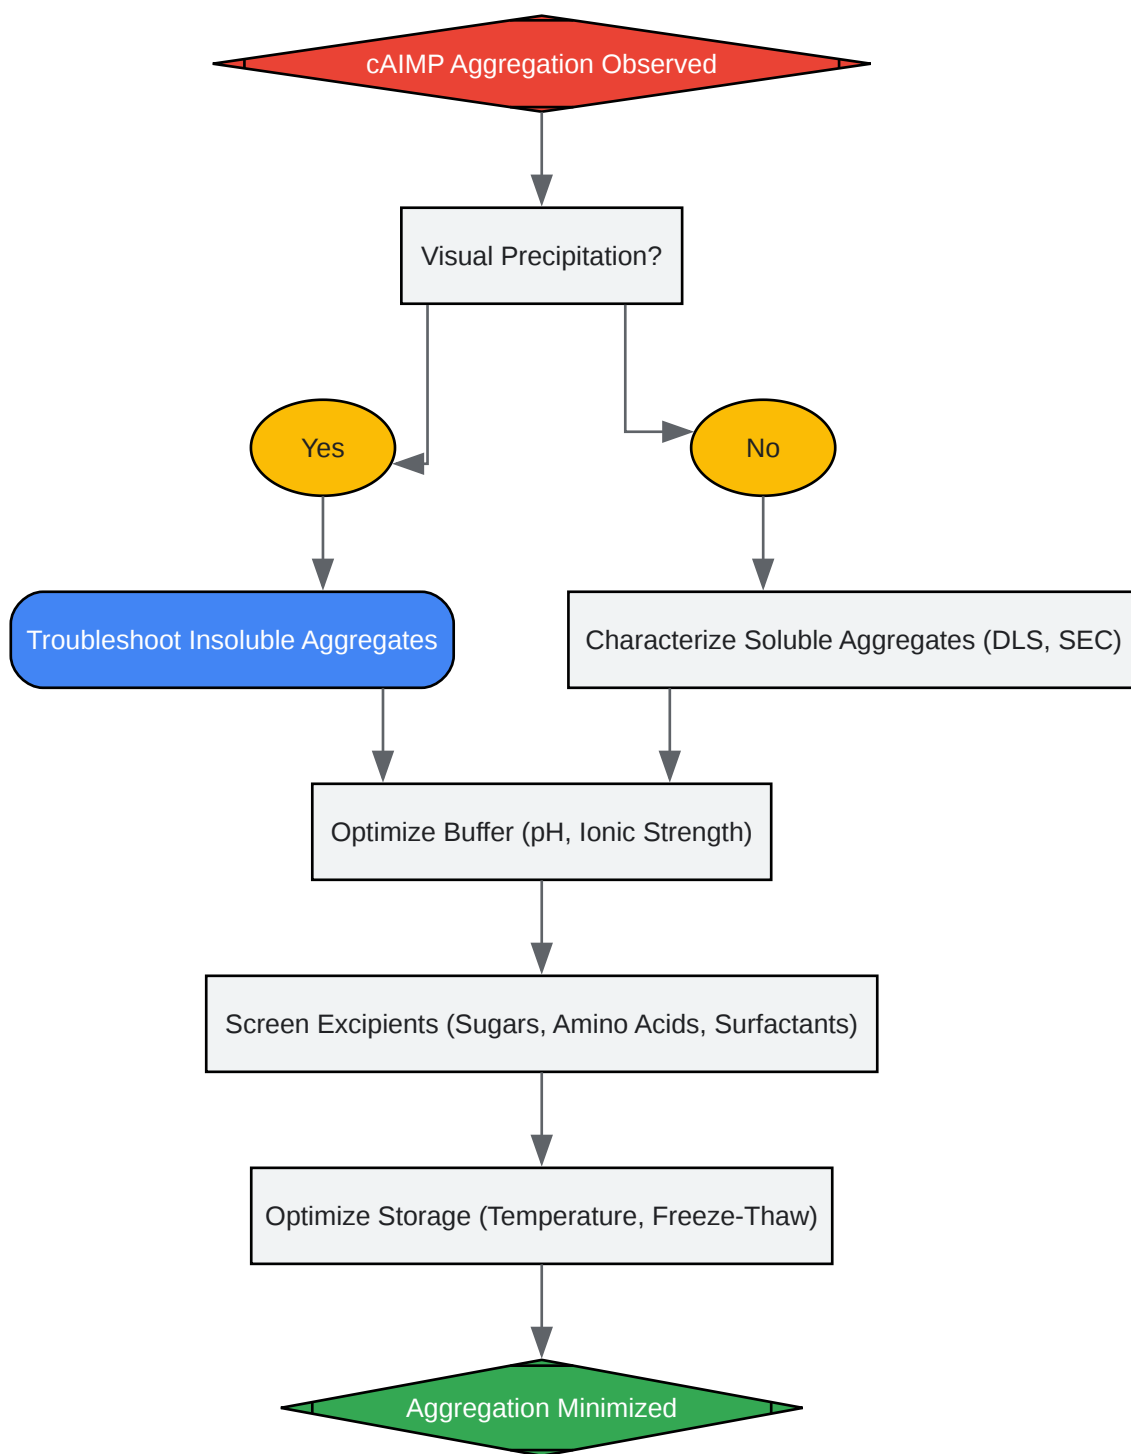 cAIMP Aggregation Observed
Visual Precipitation?
Yes
No
Troubleshoot Insoluble Aggregates
Characterize Soluble Aggregates (DLS, SEC)
Optimize Buffer (pH, Ionic Strength)
Screen Excipients (Sugars, Amino Acids, Surfactants)
Optimize Storage (Temperature, Freeze-Thaw)
Aggregation Minimized